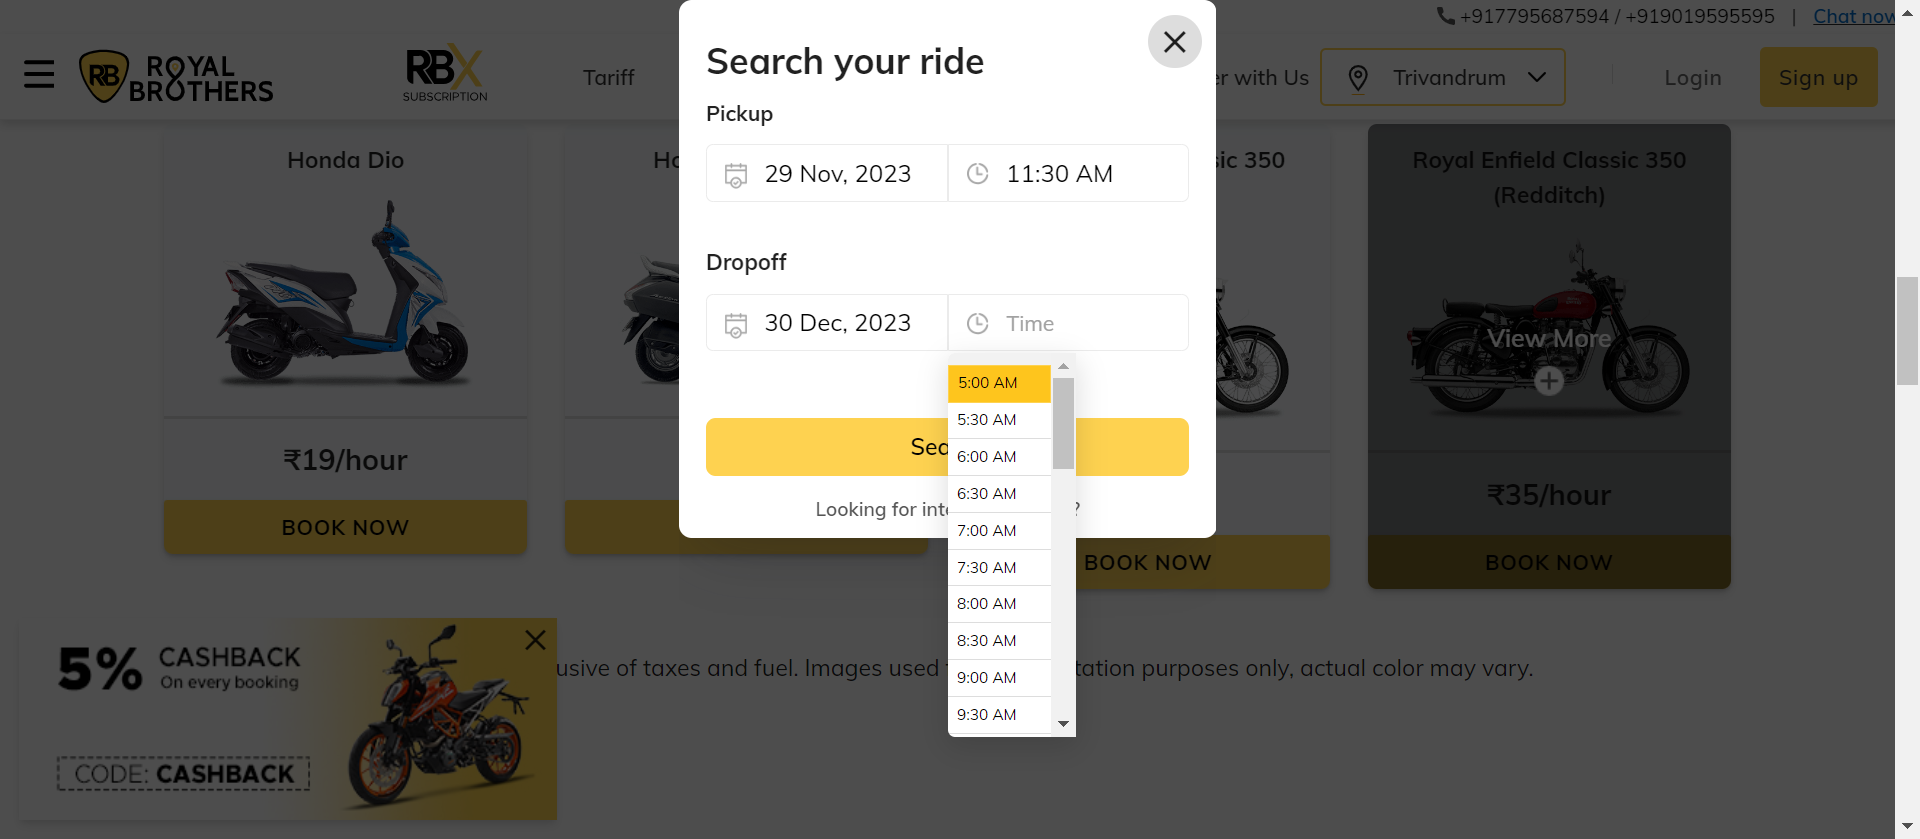 +917795687594 / +919019595595 | Chat now
RB ROYAL BROTHERS
RBX SUBSCRIPTION
Tariff
er with Us
Trivandrum
Login
Sign up
Search your ride
Pickup
29 Nov, 2023
11:30 AM
Dropoff
30 Dec, 2023
Time
5:00 AM
5:30 AM
6:00 AM
6:30 AM
7:00 AM
7:30 AM
8:00 AM
8:30 AM
9:00 AM
9:30 AM
Sea
Looking for inte
?
Honda Dio
₹19/hour
BOOK NOW
Ho
sic 350
BOOK NOW
Royal Enfield Classic 350
(Redditch)
View More
₹35/hour
BOOK NOW
5% CASHBACK
On every booking
CODE: CASHBACK
usive of taxes and fuel. Images used
tation purposes only, actual color may vary.